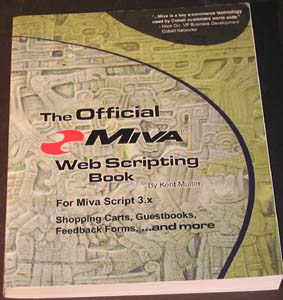 "...Miva is a key e-commerce technology
used by Cobalt customers world wide."
- Mark Orr, VP Business Development
Cobalt Networks
The Official
MIVA®
Web Scripting
Book
By Kent Multer
For Miva Script 3.x
Shopping Carts, Guestbooks,
Feedback Forms, ...and more